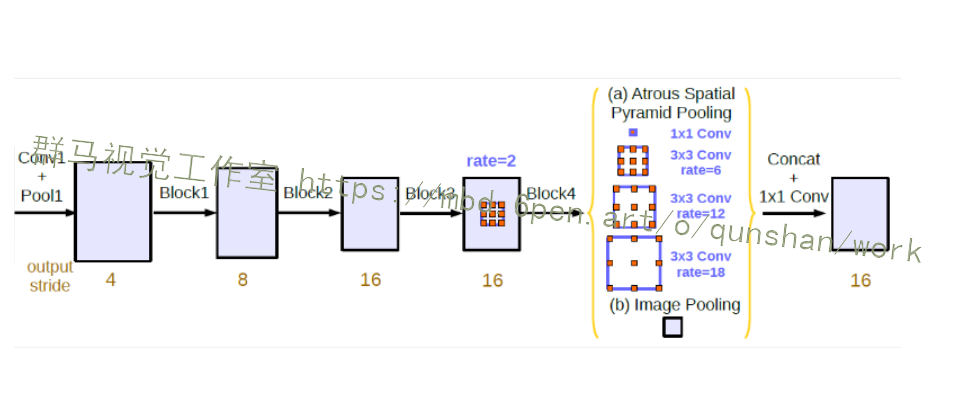 (a) Atrous Spatial
Pyramid Pooling
1x1 Conv
3x3 Conv
rate=6
3x3 Conv
rate=12
3x3 Conv
rate=18
(b) Image Pooling
Conv1
+
Pool1
Block1
Block2
Block3
rate=2
Block4
Concat
+
1x1 Conv
output
stride
4
8
16
16
16
群马视觉工作室 https://mbd.6pen.art/o/qunshan/work